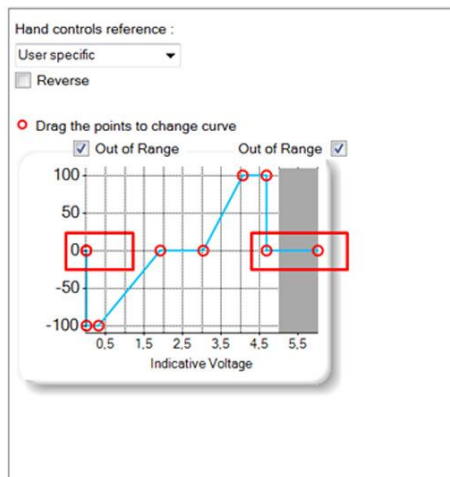 Hand controls reference :
User specific
Reverse
Drag the points to change curve
Out of Range Out of Range
100
50
0
-50
-100
0,5 1,5 2,5 3,5 4,5 5,5
Indicative Voltage